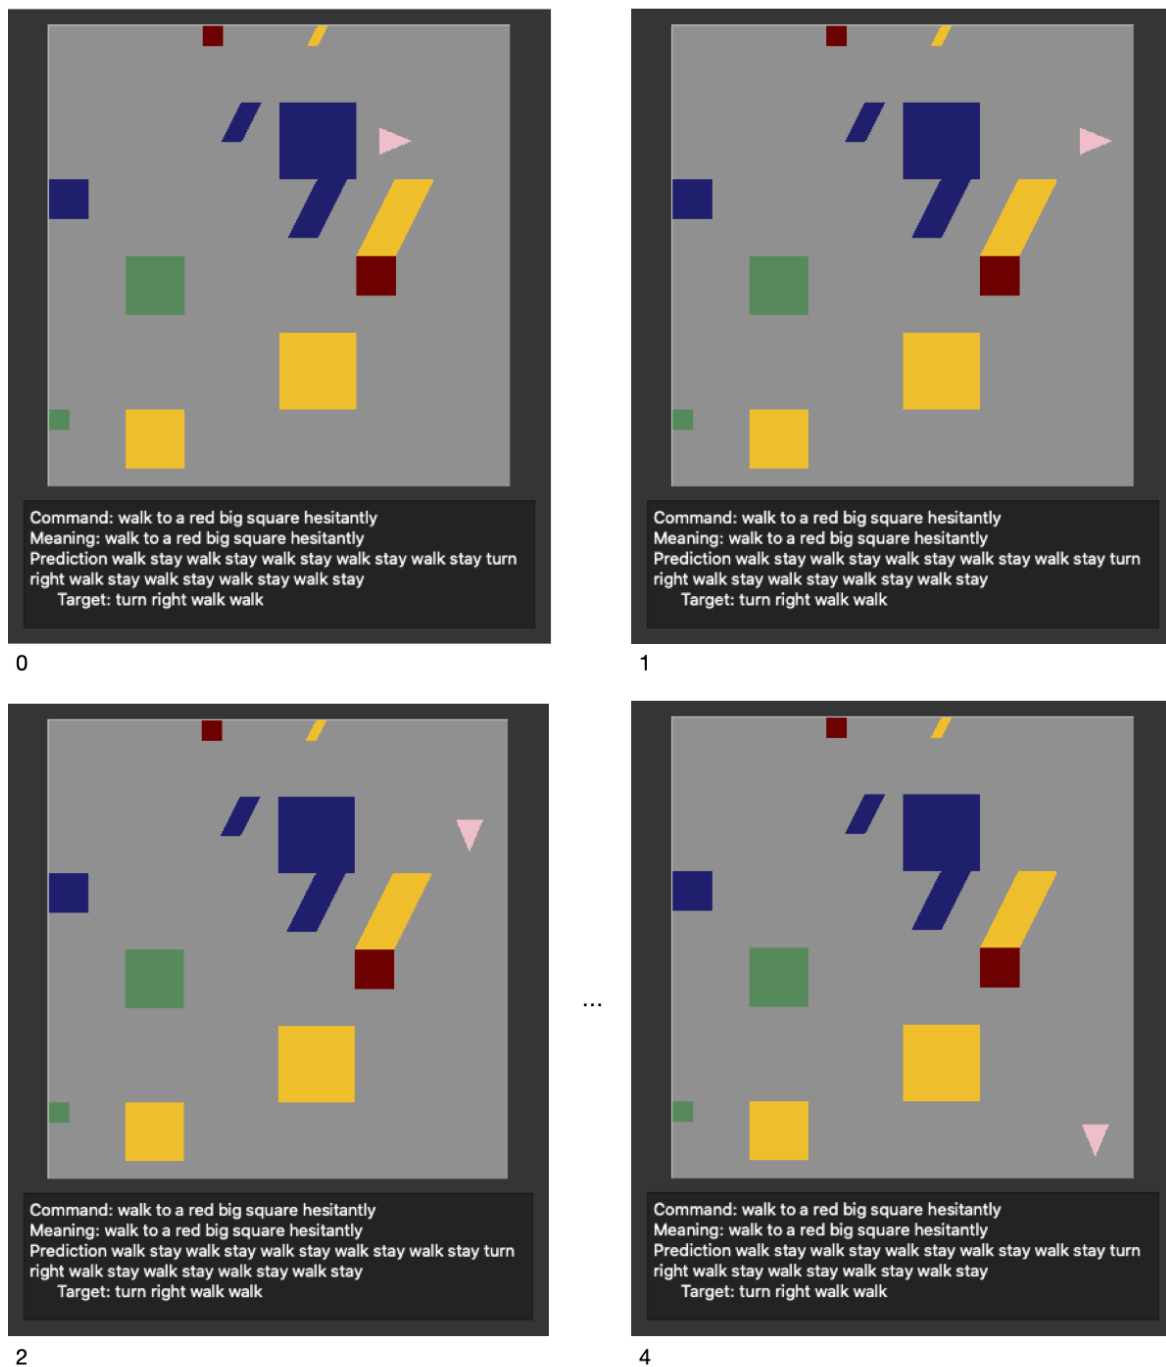 Command: walk to a red big square hesitantly
Meaning: walk to a red big square hesitantly
Prediction walk stay walk stay walk stay walk stay walk stay turn
right walk stay walk stay walk stay walk stay
Target: turn right walk walk
0
Command: walk to a red big square hesitantly
Meaning: walk to a red big square hesitantly
Prediction walk stay walk stay walk stay walk stay walk stay turn
right walk stay walk stay walk stay walk stay
Target: turn right walk walk
1
...
Command: walk to a red big square hesitantly
Meaning: walk to a red big square hesitantly
Prediction walk stay walk stay walk stay walk stay walk stay turn
right walk stay walk stay walk stay walk stay
Target: turn right walk walk
2
Command: walk to a red big square hesitantly
Meaning: walk to a red big square hesitantly
Prediction walk stay walk stay walk stay walk stay walk stay turn
right walk stay walk stay walk stay walk stay
Target: turn right walk walk
4